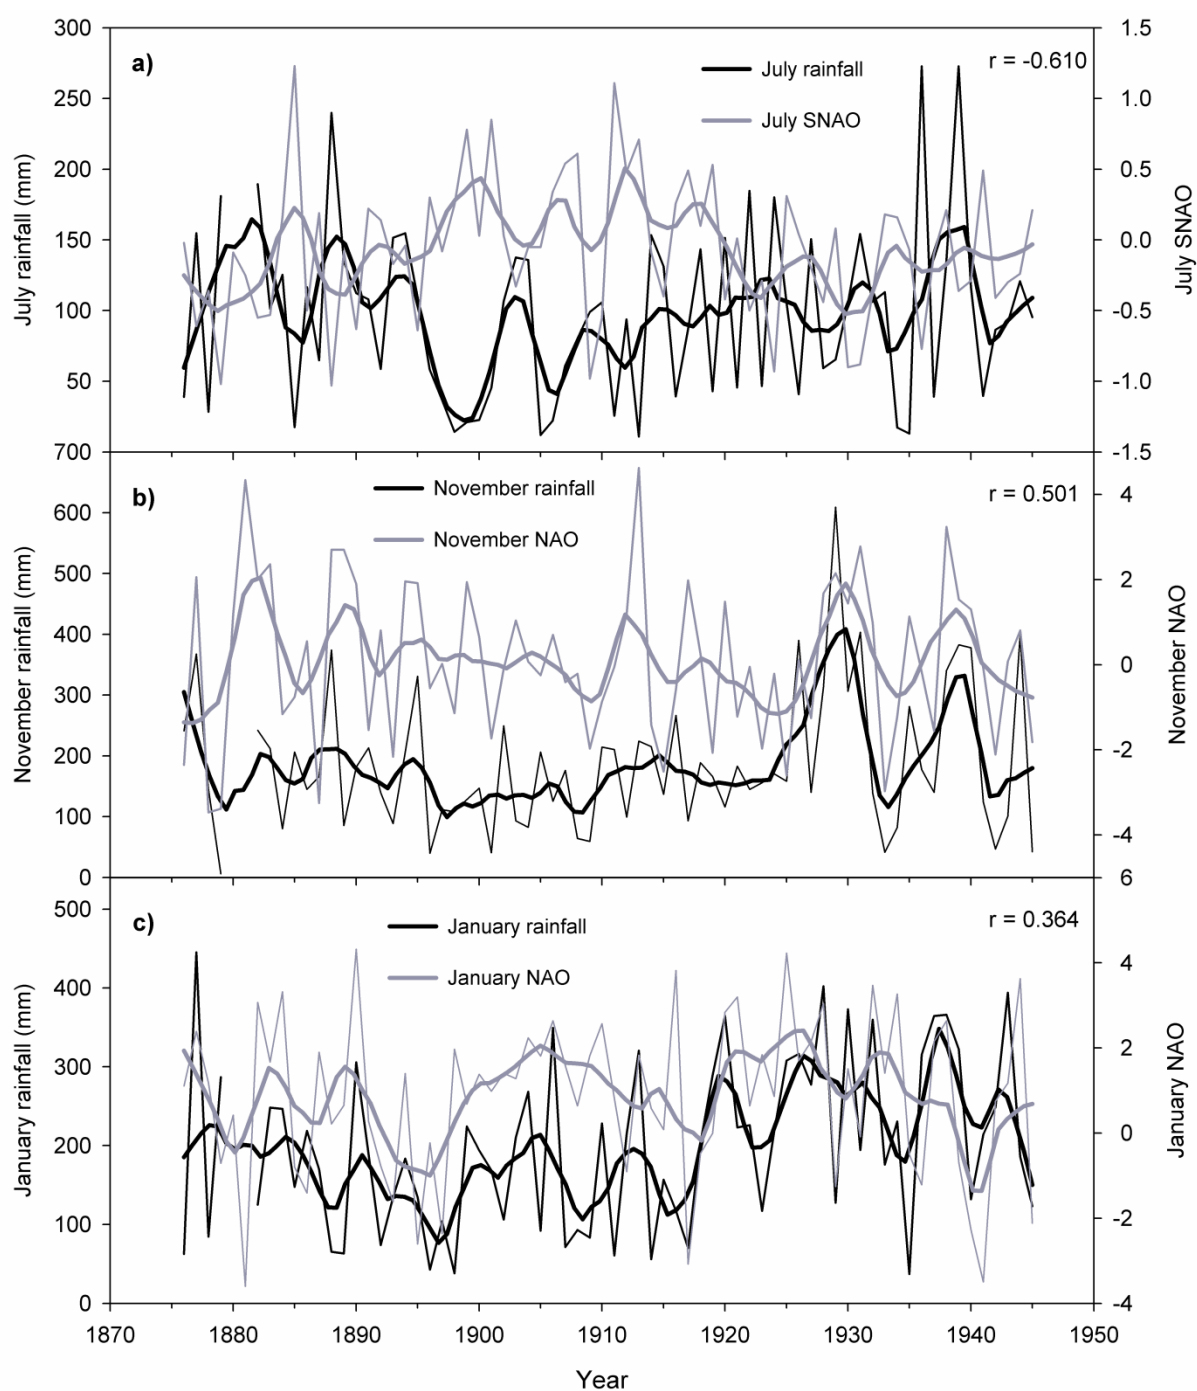 300
250
200
150
100
50
July rainfall (mm)
a)
July rainfall
July SNAO
r = -0.610
1.5
1.0
0.5
0.0
-0.5
-1.0
-1.5
July SNAO
700
600
500
400
300
200
100
0
November rainfall (mm)
b)
November rainfall
November NAO
r = 0.501
4
2
0
-2
-4
6
November NAO
500
400
300
200
100
0
January rainfall (mm)
c)
January rainfall
January NAO
r = 0.364
4
2
0
-2
-4
January NAO
1870 1880 1890 1900 1910 1920 1930 1940 1950
Year